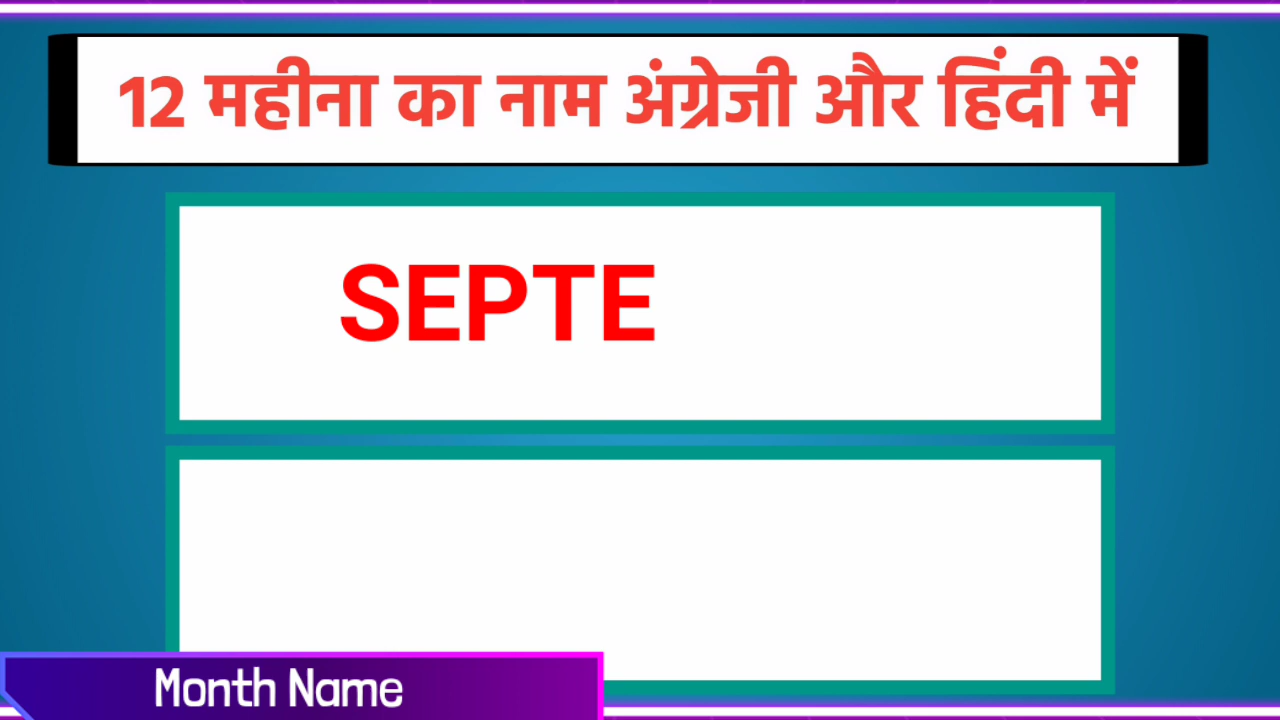 12 महीना का नाम अंग्रेजी और हिंदी में
SEPTE
Month Name